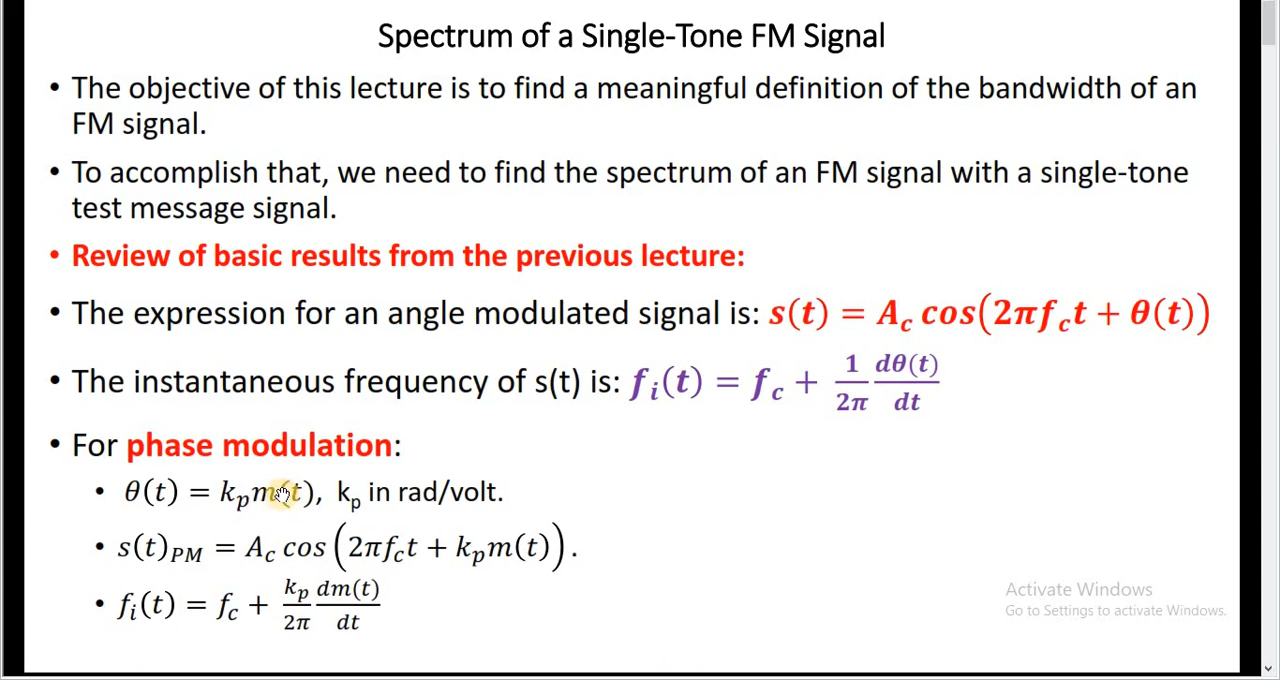 Spectrum of a Single-Tone FM Signal
• The objective of this lecture is to find a meaningful definition of the bandwidth of an
FM signal.
• To accomplish that, we need to find the spectrum of an FM signal with a single-tone
test message signal.
• Review of basic results from the previous lecture:
• The expression for an angle modulated signal is: s(t) = A_c cos(2πf_c t + θ(t))
• The instantaneous frequency of s(t) is: f_i(t) = f_c + 1/2π dθ(t)/dt
• For phase modulation:
• θ(t) = k_p m(t), k_p in rad/volt.
• s(t)_PM = A_c cos(2πf_c t + k_p m(t)).
• f_i(t) = f_c + k_p/2π dm(t)/dt
Activate Windows
Go to Settings to activate Windows.